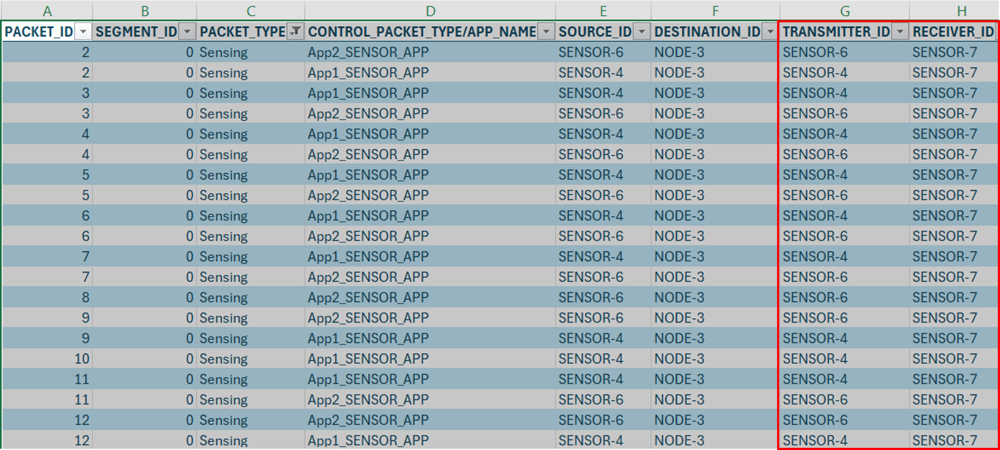 A B C D E F G H
PACKET_ID SEGMENT_ID PACKET_TYPE CONTROL_PACKET_TYPE/APP_NAME SOURCE_ID DESTINATION_ID TRANSMITTER_ID RECEIVER_ID
2 0 Sensing App2_SENSOR_APP SENSOR-6 NODE-3 SENSOR-6 SENSOR-7
2 0 Sensing App1_SENSOR_APP SENSOR-4 NODE-3 SENSOR-4 SENSOR-7
3 0 Sensing App1_SENSOR_APP SENSOR-4 NODE-3 SENSOR-4 SENSOR-7
3 0 Sensing App2_SENSOR_APP SENSOR-6 NODE-3 SENSOR-6 SENSOR-7
4 0 Sensing App1_SENSOR_APP SENSOR-4 NODE-3 SENSOR-4 SENSOR-7
4 0 Sensing App2_SENSOR_APP SENSOR-6 NODE-3 SENSOR-6 SENSOR-7
5 0 Sensing App1_SENSOR_APP SENSOR-4 NODE-3 SENSOR-4 SENSOR-7
5 0 Sensing App2_SENSOR_APP SENSOR-6 NODE-3 SENSOR-6 SENSOR-7
6 0 Sensing App1_SENSOR_APP SENSOR-4 NODE-3 SENSOR-4 SENSOR-7
6 0 Sensing App2_SENSOR_APP SENSOR-6 NODE-3 SENSOR-6 SENSOR-7
7 0 Sensing App1_SENSOR_APP SENSOR-4 NODE-3 SENSOR-4 SENSOR-7
7 0 Sensing App2_SENSOR_APP SENSOR-6 NODE-3 SENSOR-6 SENSOR-7
8 0 Sensing App2_SENSOR_APP SENSOR-6 NODE-3 SENSOR-6 SENSOR-7
9 0 Sensing App2_SENSOR_APP SENSOR-6 NODE-3 SENSOR-6 SENSOR-7
9 0 Sensing App1_SENSOR_APP SENSOR-4 NODE-3 SENSOR-4 SENSOR-7
10 0 Sensing App1_SENSOR_APP SENSOR-4 NODE-3 SENSOR-4 SENSOR-7
11 0 Sensing App1_SENSOR_APP SENSOR-4 NODE-3 SENSOR-4 SENSOR-7
11 0 Sensing App2_SENSOR_APP SENSOR-6 NODE-3 SENSOR-6 SENSOR-7
12 0 Sensing App2_SENSOR_APP SENSOR-6 NODE-3 SENSOR-6 SENSOR-7
12 0 Sensing App1_SENSOR_APP SENSOR-4 NODE-3 SENSOR-4 SENSOR-7